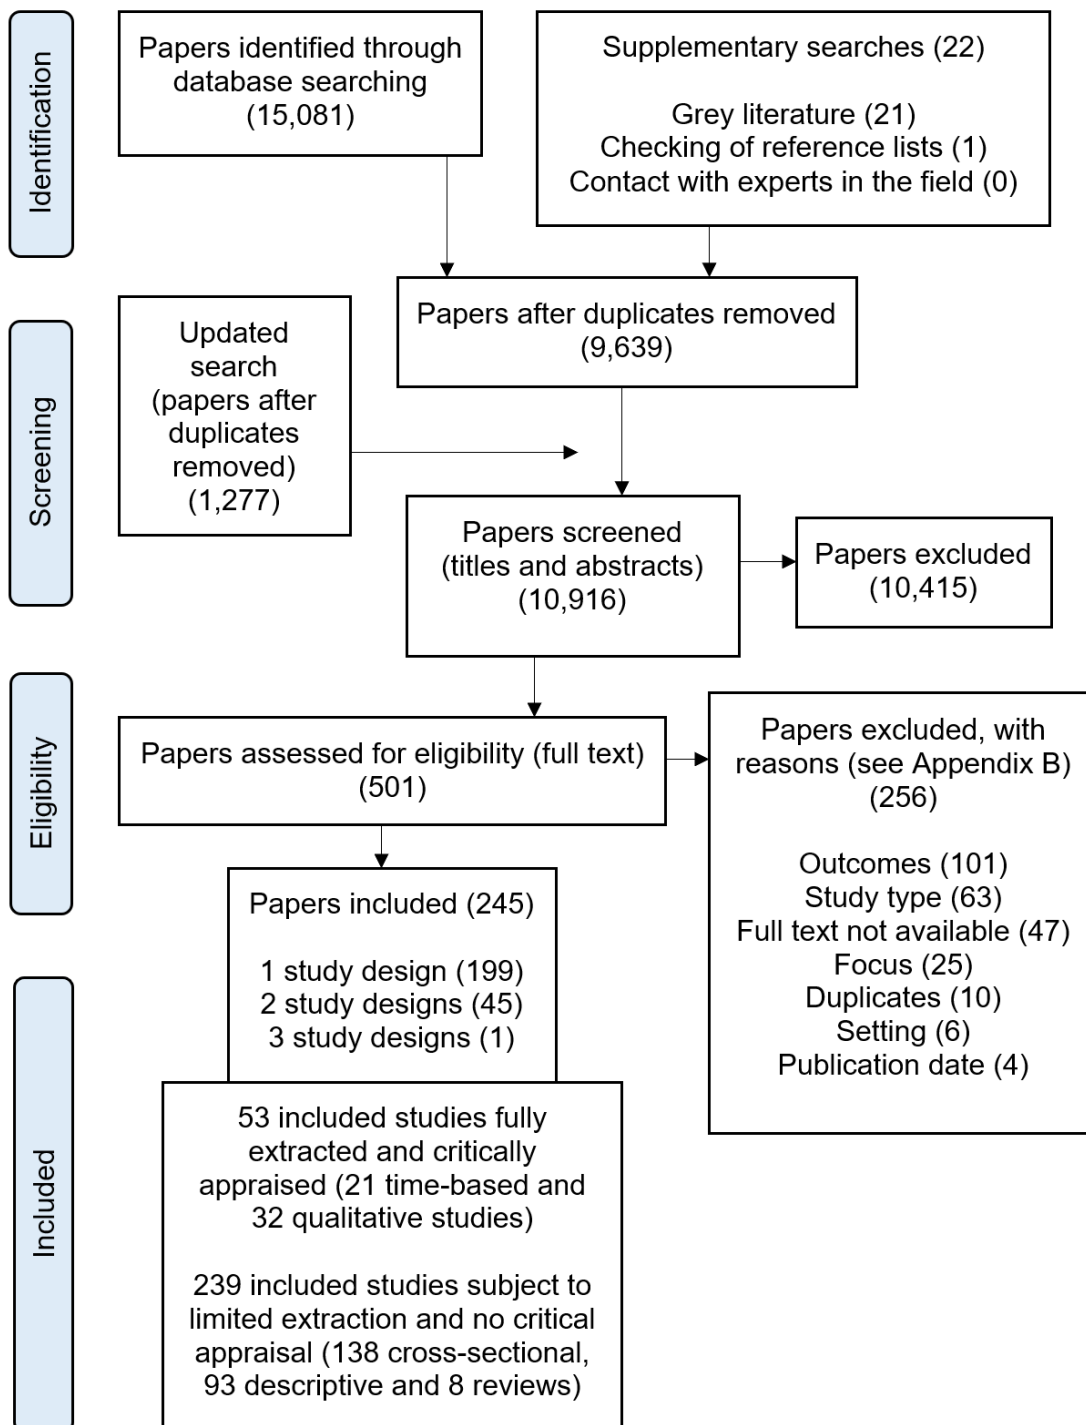 Identification
Papers identified through
database searching
(15,081)
Supplementary searches (22)
Grey literature (21)
Checking of reference lists (1)
Contact with experts in the field (0)
Screening
Updated
search
(papers after
duplicates
removed)
(1,277)
Papers after duplicates removed
(9,639)
Papers screened
(titles and abstracts)
(10,916)
Papers excluded
(10,415)
Eligibility
Papers assessed for eligibility (full text)
(501)
Papers excluded, with
reasons (see Appendix B)
(256)
Outcomes (101)
Study type (63)
Full text not available (47)
Focus (25)
Duplicates (10)
Setting (6)
Publication date (4)
Included
Papers included (245)
1 study design (199)
2 study designs (45)
3 study designs (1)
53 included studies fully
extracted and critically
appraised (21 time-based and
32 qualitative studies)
239 included studies subject to
limited extraction and no critical
appraisal (138 cross-sectional,
93 descriptive and 8 reviews)